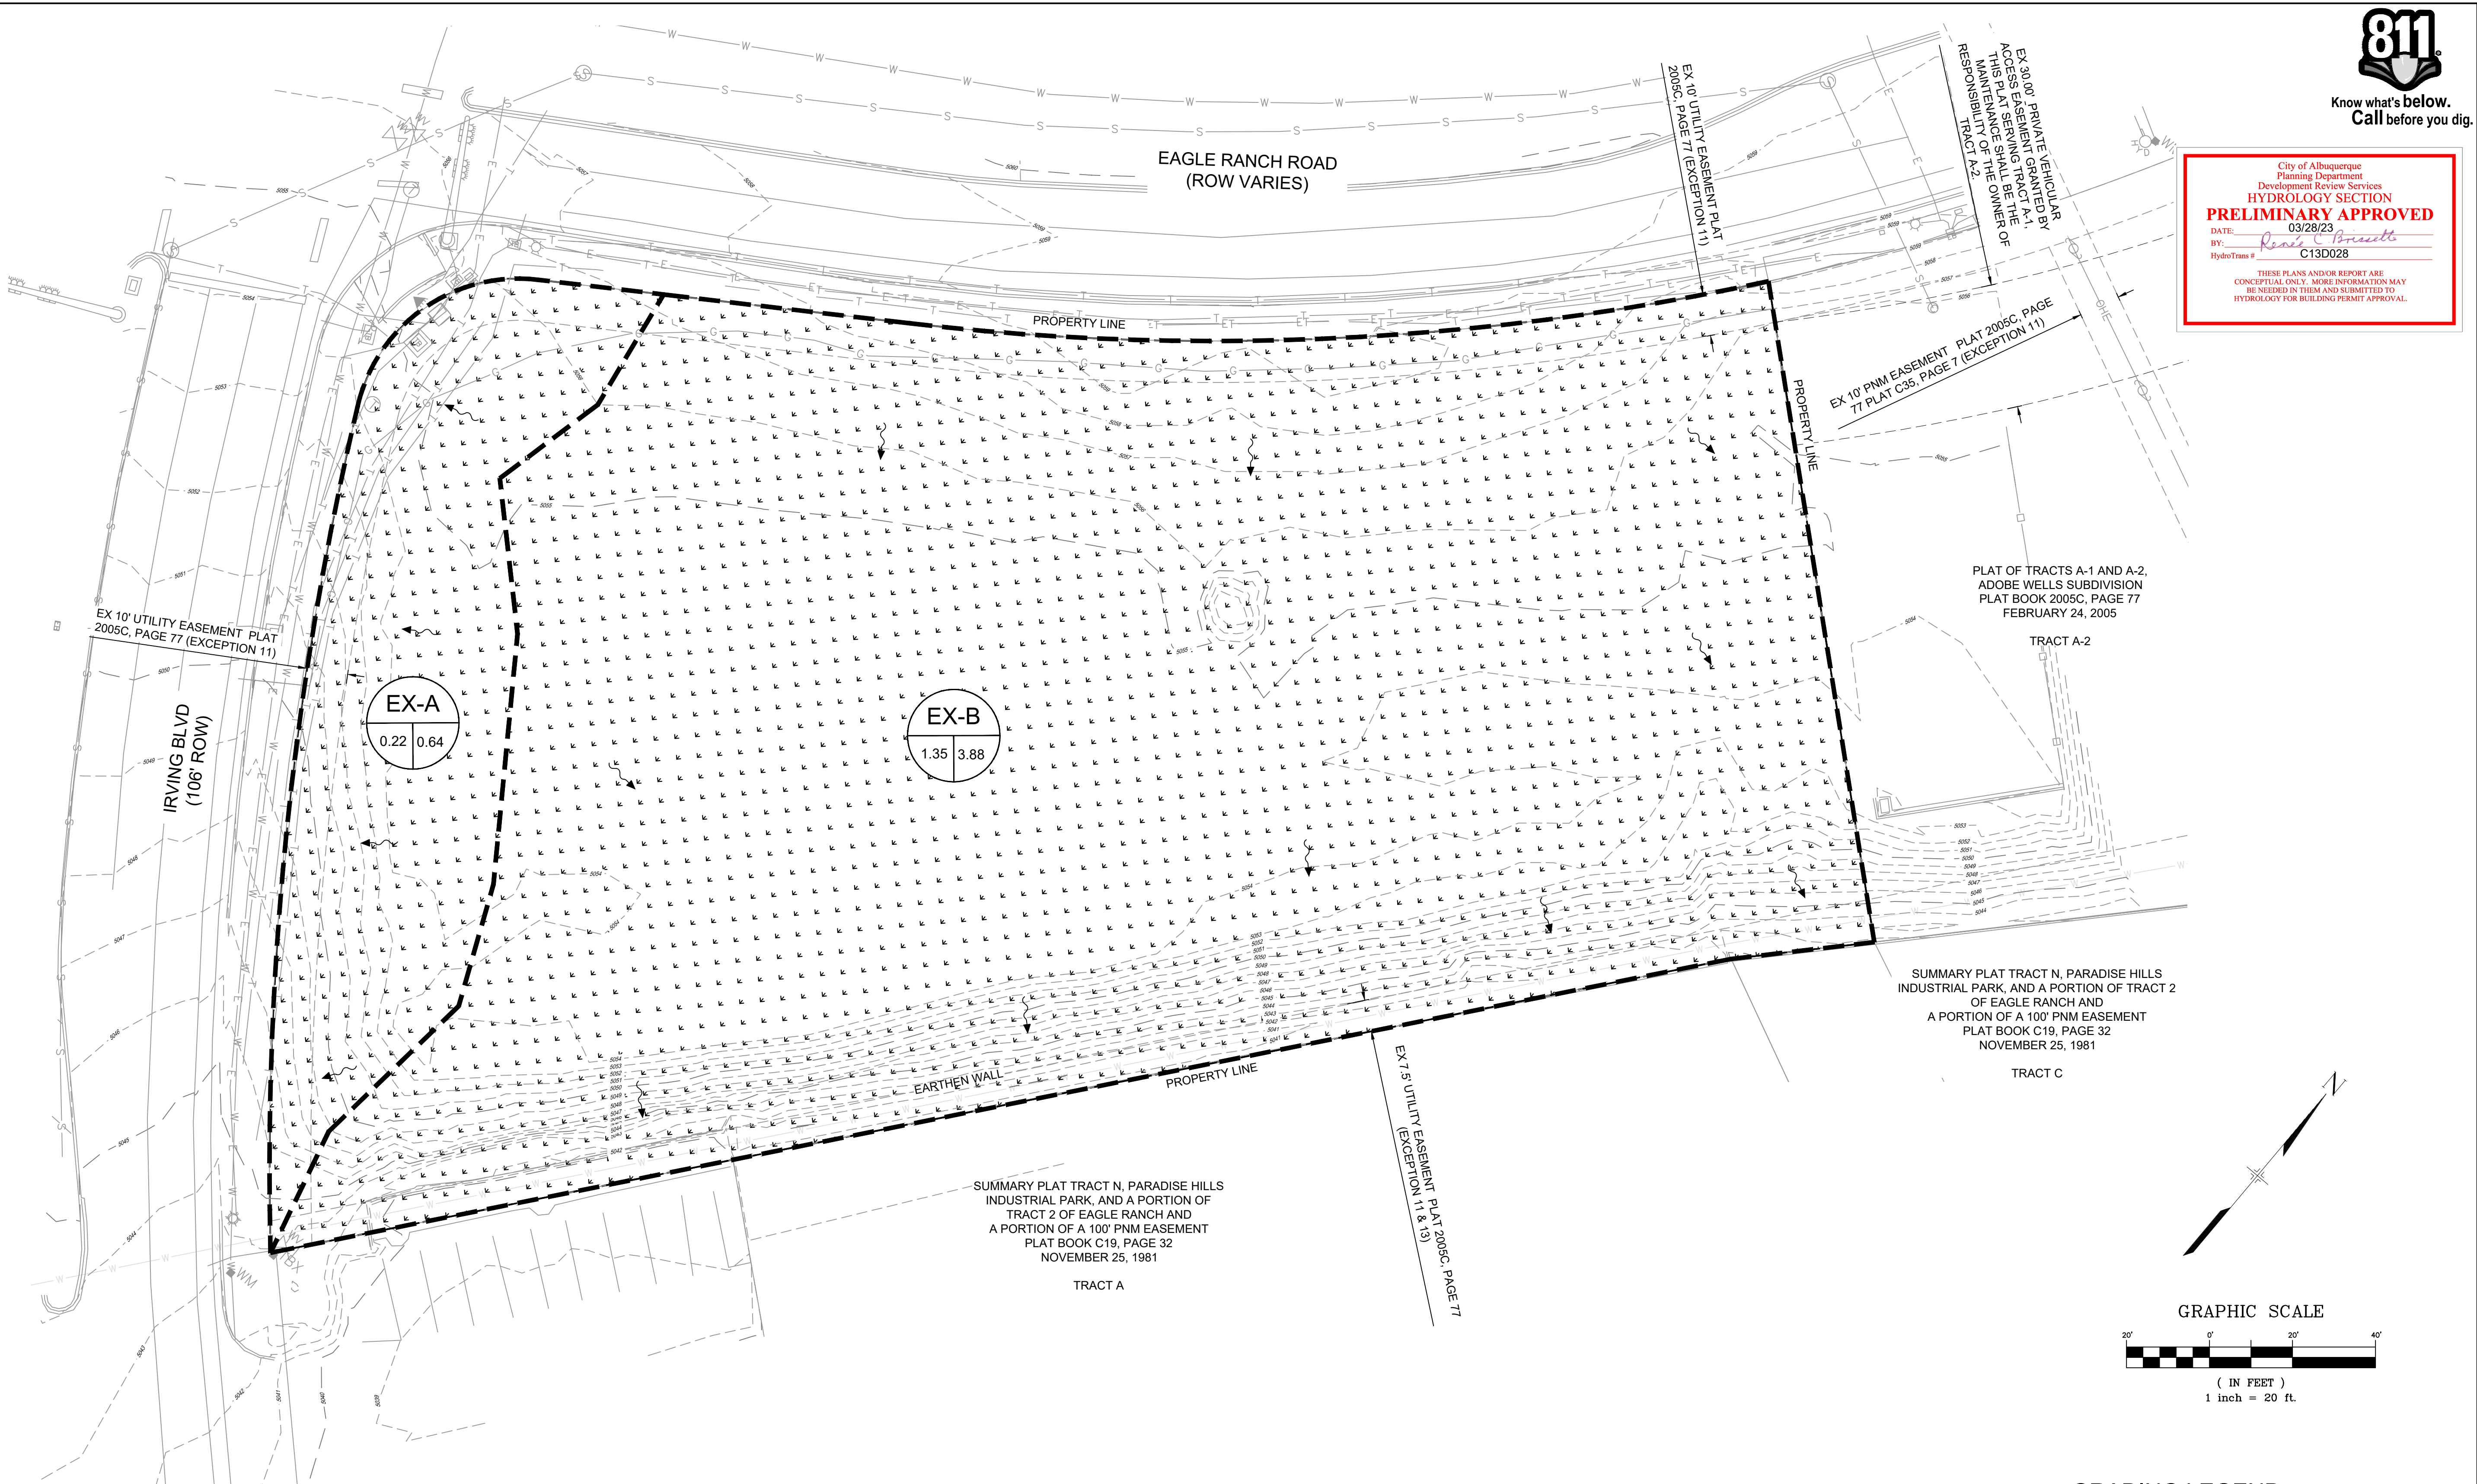 811
Know what's below.
Call before you dig.
City of Albuquerque
Planning Department
Development Review Services
HYDROLOGY SECTION
PRELIMINARY APPROVED
DATE: 03/28/23
BY: Renée C Brissette
HydroTrans # C13D028
THESE PLANS AND/OR REPORT ARE
CONCEPTUAL ONLY. MORE INFORMATION MAY
BE NEEDED IN THEM AND SUBMITTED TO
HYDROLOGY FOR BUILDING PERMIT APPROVAL.
EAGLE RANCH ROAD
(ROW VARIES)
EX 10' UTILITY EASEMENT PLAT
2005C, PAGE 77 (EXCEPTION 11)
EX 30.00' PRIVATE VEHICULAR
ACCESS EASEMENT GRANTED BY
THIS PLAT SERVING TRACT A-1,
MAINTENANCE SHALL BE THE
RESPONSIBILITY OF THE OWNER OF
TRACT A-2.
PROPERTY LINE
PROPERTY LINE
EX 10' PNM EASEMENT PLAT 2005C, PAGE
77 PLAT C35, PAGE 7 (EXCEPTION 11)
OHE
PLAT OF TRACTS A-1 AND A-2,
ADOBE WELLS SUBDIVISION
PLAT BOOK 2005C, PAGE 77
FEBRUARY 24, 2005
TRACT A-2
EX 10' UTILITY EASEMENT PLAT
2005C, PAGE 77 (EXCEPTION 11)
IRVING BLVD
(106' ROW)
EX-A
0.22 0.64
EX-B
1.35 3.88
EARTHEN WALL
PROPERTY LINE
EX 7.5' UTILITY EASEMENT PLAT 2005C, PAGE 77
(EXCEPTION 11 & 13)
SUMMARY PLAT TRACT N, PARADISE HILLS
INDUSTRIAL PARK, AND A PORTION OF TRACT 2
OF EAGLE RANCH AND
A PORTION OF A 100' PNM EASEMENT
PLAT BOOK C19, PAGE 32
NOVEMBER 25, 1981
TRACT C
SUMMARY PLAT TRACT N, PARADISE HILLS
INDUSTRIAL PARK, AND A PORTION OF
TRACT 2 OF EAGLE RANCH AND
A PORTION OF A 100' PNM EASEMENT
PLAT BOOK C19, PAGE 32
NOVEMBER 25, 1981
TRACT A
N
GRAPHIC SCALE
20' 0' 20' 40'
( IN FEET )
1 inch = 20 ft.